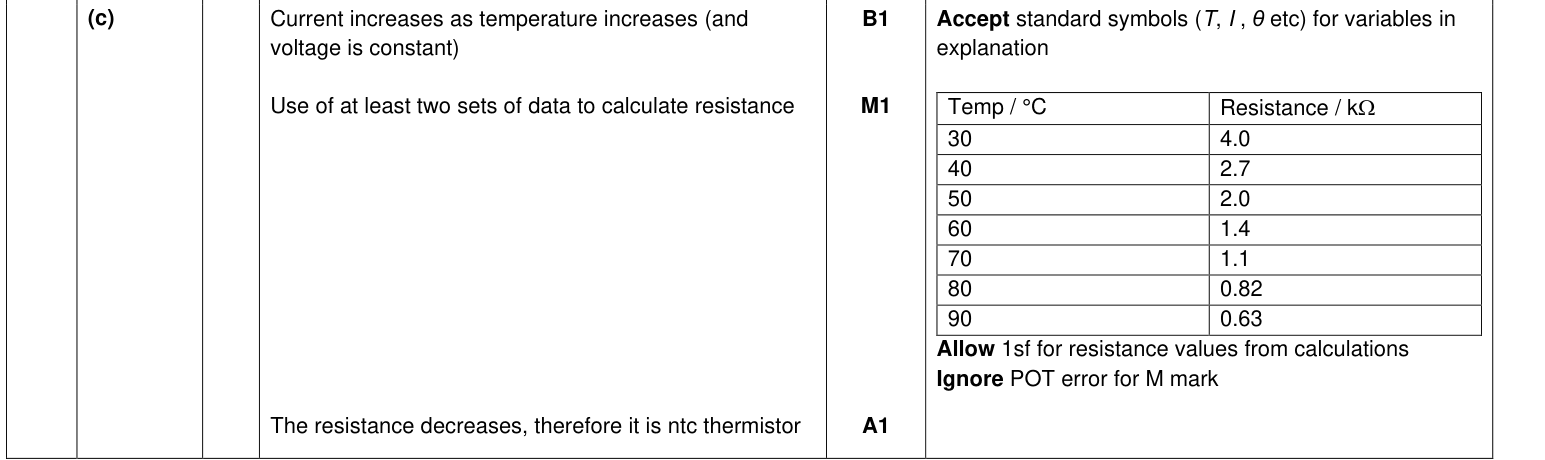 (c) Current increases as temperature increases (and B1 Accept standard symbols (T, I , θ etc) for variables in
voltage is constant) explanation
Use of at least two sets of data to calculate resistance M1 Temp / °C Resistance / kΩ
30 4.0
40 2.7
50 2.0
60 1.4
70 1.1
80 0.82
90 0.63
Allow 1sf for resistance values from calculations
Ignore POT error for M mark
The resistance decreases, therefore it is ntc thermistor A1